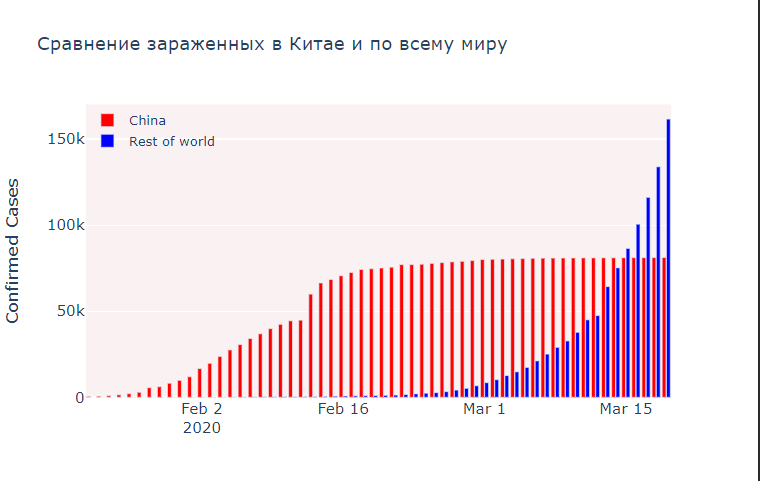 Сравнение зараженных в Китае и по всему миру
China
Rest of world
150k
100k
50k
0
Confirmed Cases
Feb 2
2020
Feb 16
Mar 1
Mar 15